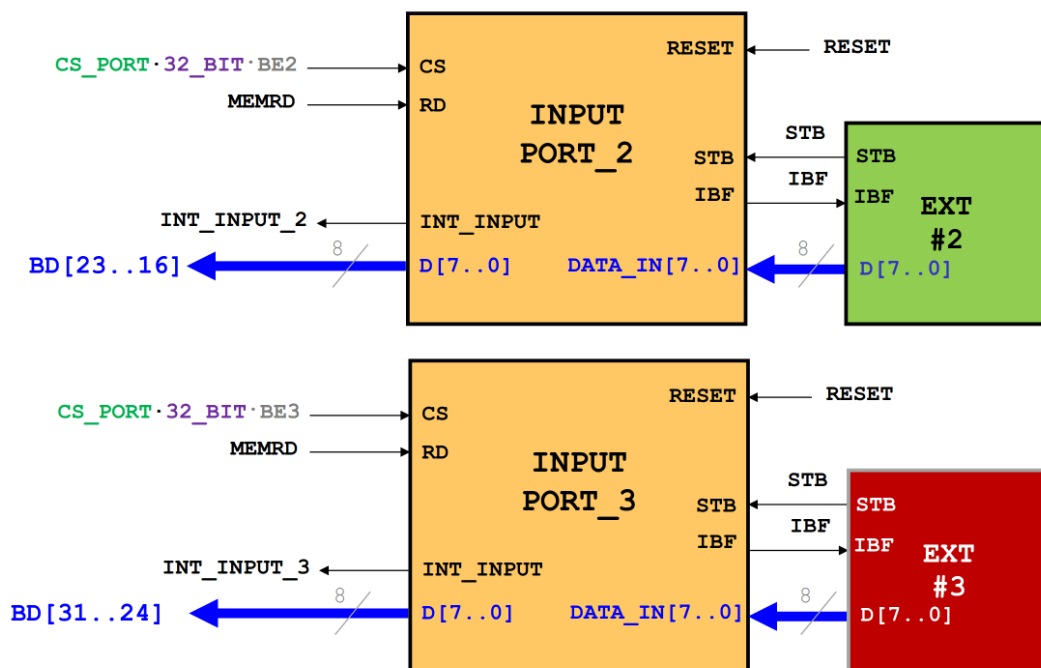 RESET
RESET
CS_PORT·32_BIT·BE2
CS
MEMRD
RD
INPUT
PORT_2
STB
STB
STB
IBF
IBF
IBF
EXT
#2
INT_INPUT_2
INT_INPUT
8
8
BD[23..16]
D[7..0]
DATA_IN[7..0]
D[7..0]
RESET
RESET
CS_PORT·32_BIT·BE3
CS
MEMRD
RD
INPUT
PORT_3
STB
STB
STB
IBF
IBF
IBF
EXT
#3
INT_INPUT_3
INT_INPUT
8
8
BD[31..24]
D[7..0]
DATA_IN[7..0]
D[7..0]